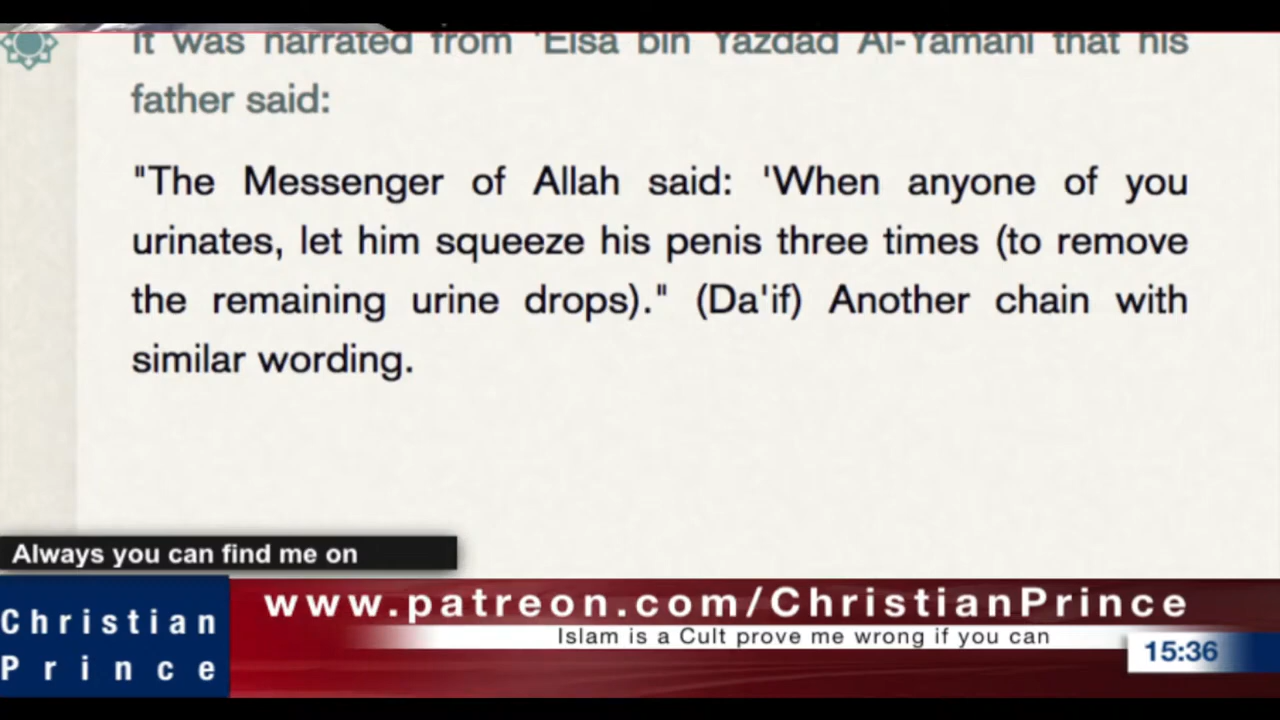 It was narrated from 'Eisa bin Yazdad Al-Yamani that his
father said:
"The Messenger of Allah said: 'When anyone of you
urinates, let him squeeze his penis three times (to remove
the remaining urine drops)." (Da'if) Another chain with
similar wording.
Always you can find me on
Christian
Prince
www.patreon.com/ChristianPrince
Islam is a Cult prove me wrong if you can
15:36